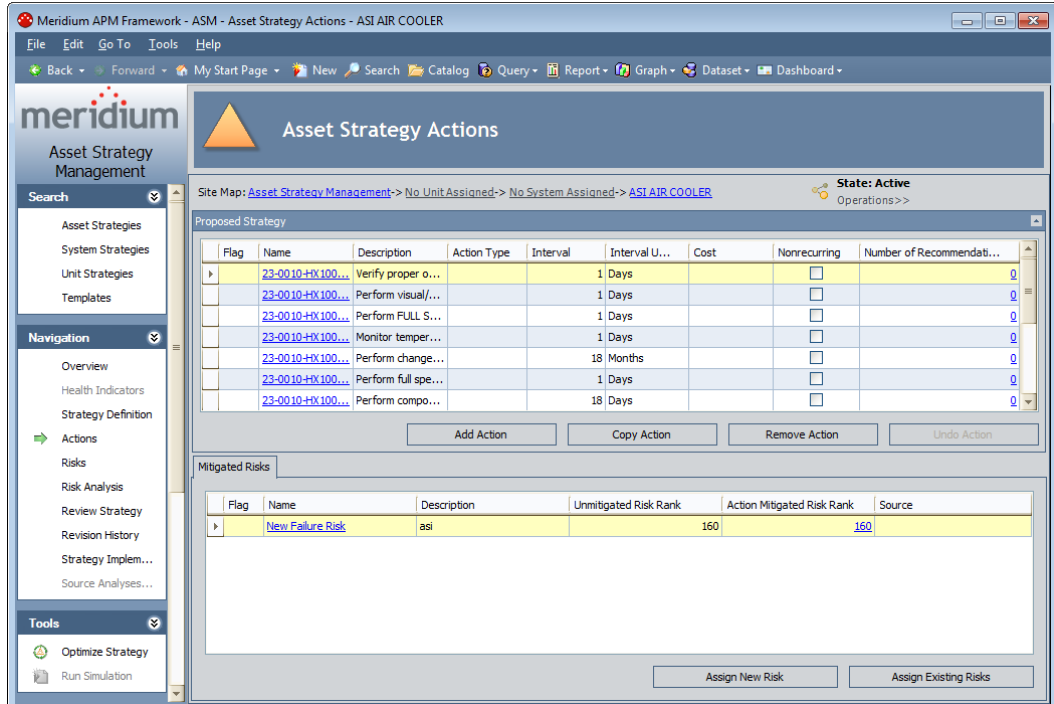 Meridium APM Framework - ASM - Asset Strategy Actions - ASI AIR COOLER
File Edit Go To Tools Help
Back Forward My Start Page New Search Catalog Query Report Graph Dataset Dashboard
meridium
Asset Strategy
Management
Search
Asset Strategies
System Strategies
Unit Strategies
Templates
Navigation
Overview
Health Indicators
Strategy Definition
Actions
Risks
Risk Analysis
Review Strategy
Revision History
Strategy Implem...
Source Analyses...
Tools
Optimize Strategy
Run Simulation
Asset Strategy Actions
Site Map: Asset Strategy Management-> No Unit Assigned-> No System Assigned-> ASI AIR COOLER
State: Active
Operations>>
Proposed Strategy
Flag Name Description Action Type Interval Interval U... Cost Nonrecurring Number of Recommendati...
23-0010-HX100... Verify proper o... 1 Days 0
23-0010-HX100... Perform visual/... 1 Days 0
23-0010-HX100... Perform FULL S... 1 Days 0
23-0010-HX100... Monitor temper... 1 Days 0
23-0010-HX100... Perform change... 18 Months 0
23-0010-HX100... Perform full spe... 1 Days 0
23-0010-HX100... Perform compo... 18 Days 0
Add Action Copy Action Remove Action Undo Action
Mitigated Risks
Flag Name Description Unmitigated Risk Rank Action Mitigated Risk Rank Source
New Failure Risk asi 160 160
Assign New Risk Assign Existing Risks